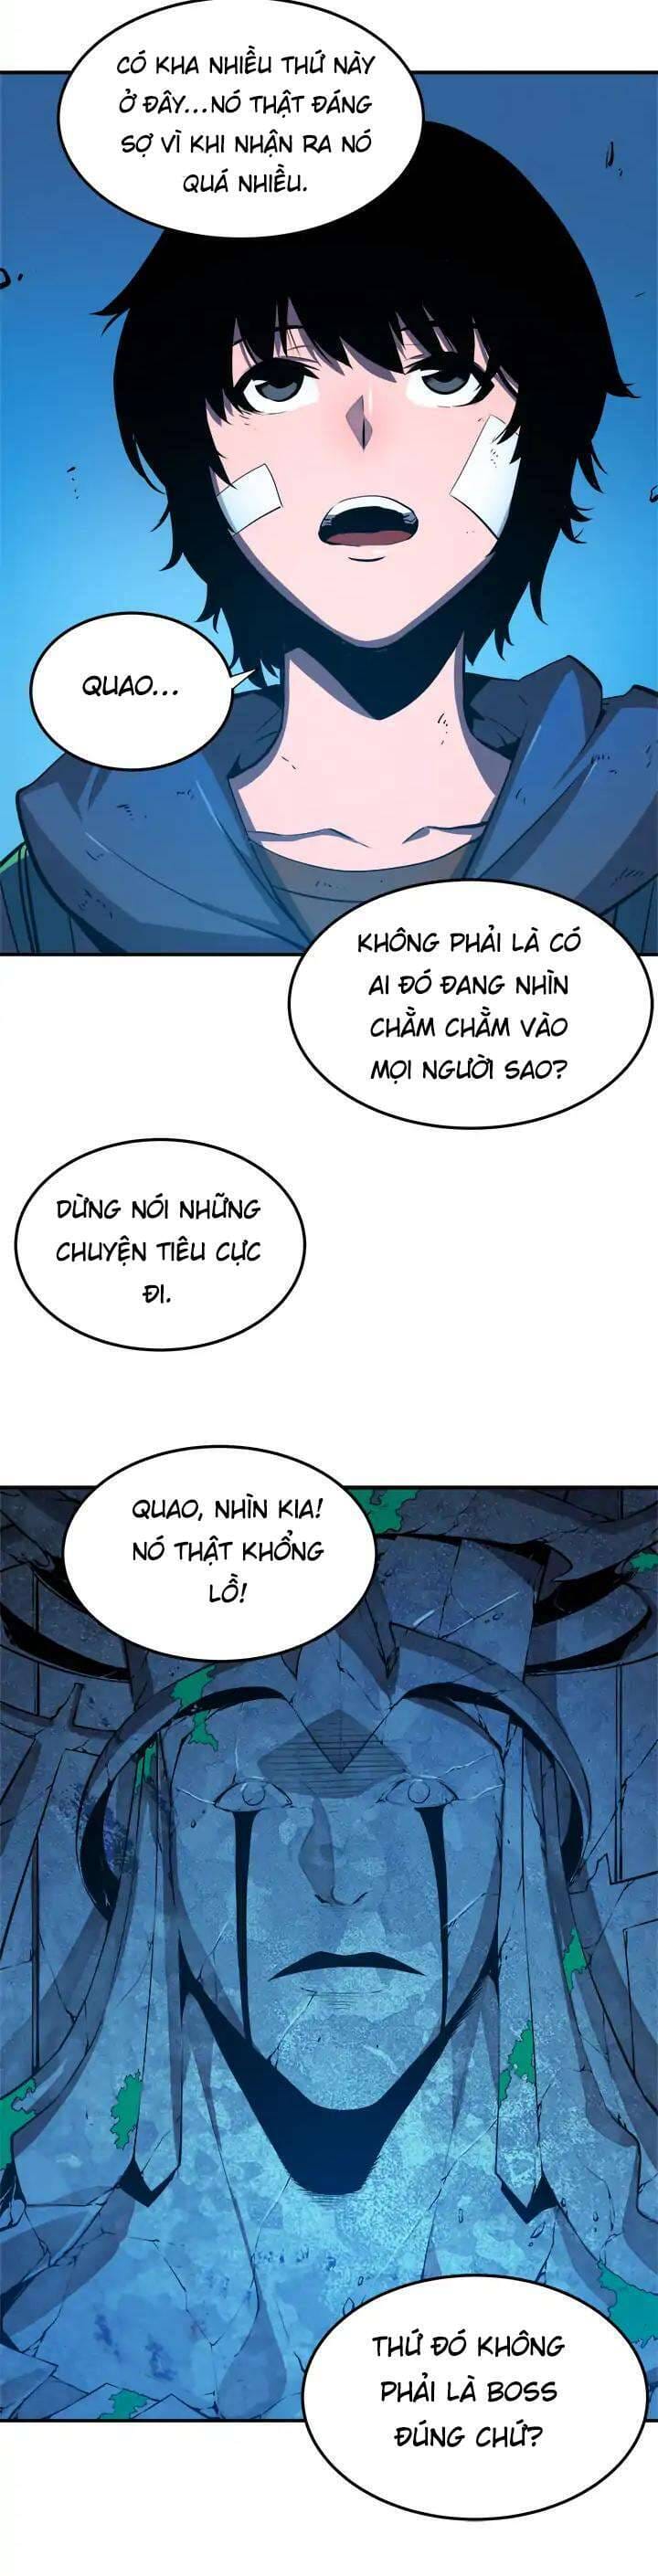 CÓ KHA NHIỀU THỨ NÀY
Ở ĐÂY...NÓ THẬT ĐÁNG
SỢ VÌ KHI NHẬN RA NÓ
QUÁ NHIỀU.
QUAO...
KHÔNG PHẢI LÀ CÓ
AI ĐÓ ĐANG NHÌN
CHẰM CHẰM VÀO
MỌI NGƯỜI SAO?
DỪNG NÓI NHỮNG
CHUYỆN TIÊU CỰC
ĐI.
QUAO, NHÌN KIA!
NÓ THẬT KHỔNG
LỒ!
THỨ ĐÓ KHÔNG
PHẢI LÀ BOSS
ĐÚNG CHỨ?